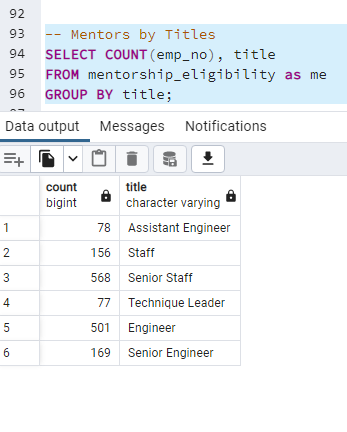 92
93 -- Mentors by Titles
94 SELECT COUNT(emp_no), title
95 FROM mentorship_eligibility as me
96 GROUP BY title;
Data output Messages Notifications
count title
bigint character varying
1 78 Assistant Engineer
2 156 Staff
3 568 Senior Staff
4 77 Technique Leader
5 501 Engineer
6 169 Senior Engineer